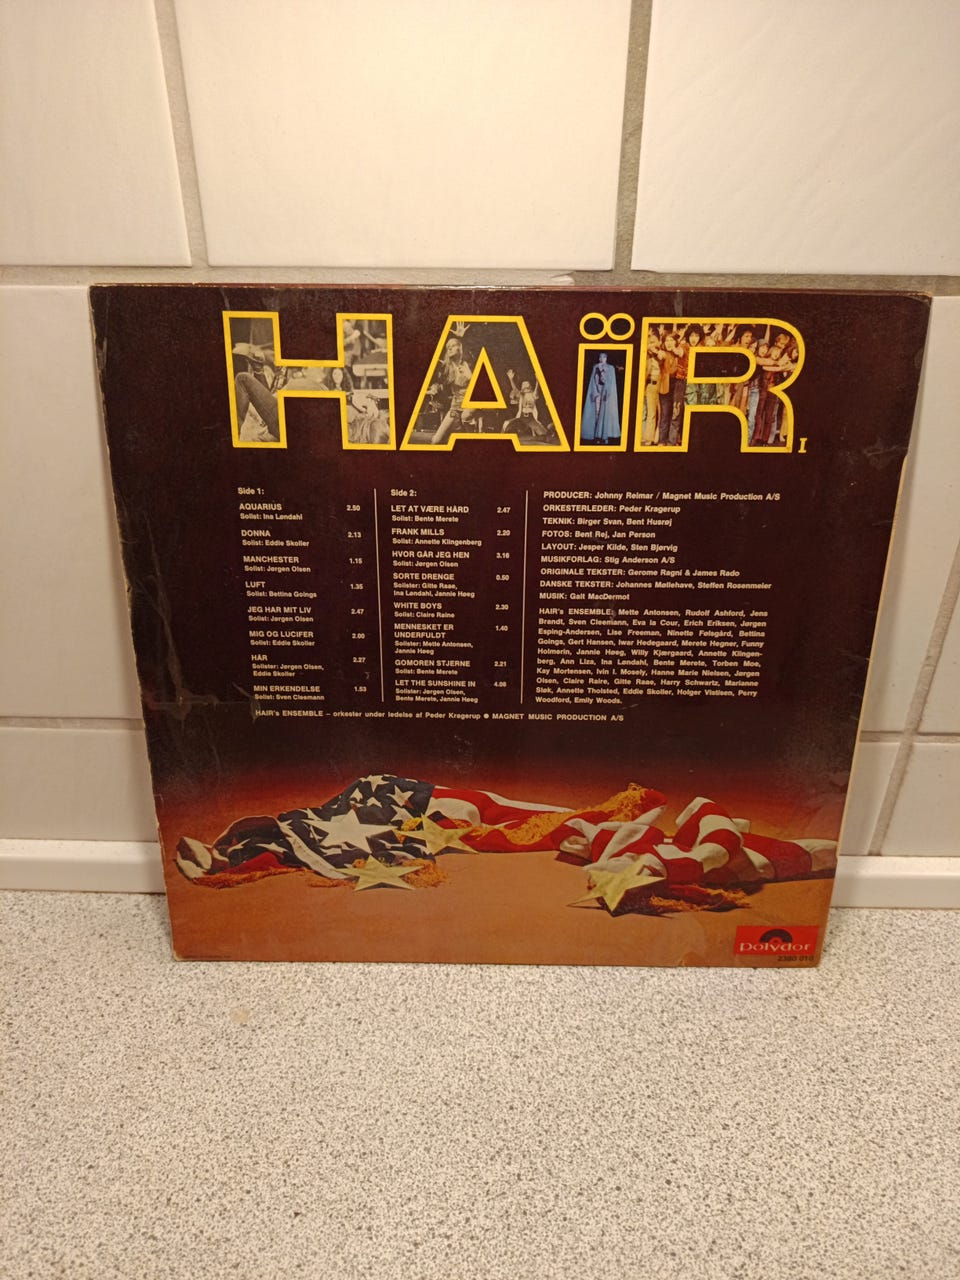 HAÏR
I
Side 1:
AQUARIUS 2.50
Solist: Ina Løndahl
DONNA 2.13
Solist: Eddie Skoller
MANCHESTER 1.15
Solist: Jørgen Olsen
LUFT 1.35
Solist: Bettina Goings
JEG HAR MIT LIV 2.47
Solist: Jørgen Olsen
MIG OG LUCIFER 2.00
Solist: Eddie Skoller
HÅR 2.27
Solister: Jørgen Olsen,
Eddie Skoller
MIN ERKENDELSE 1.53
Solist: Sven Cleemann
Side 2:
LET AT VÆRE HÅRD 2.47
Solist: Bente Merete
FRANK MILLS 2.20
Solist: Annette Klingenberg
HVOR GÅR JEG HEN 3.16
Solist: Jørgen Olsen
SORTE DRENGE 0.50
Solister: Gitte Raae,
Ina Løndahl, Jannie Høeg
WHITE BOYS 2.30
Solist: Claire Raine
MENNESKET ER 1.40
UNDERFULDT
Solister: Mette Antonsen,
Jannie Høeg
GOMOREN STJERNE 2.21
Solist: Bente Merete
LET THE SUNSHINE IN 4.08
Solister: Jørgen Olsen,
Bente Merete, Jannie Høeg
PRODUCER: Johnny Reimar / Magnet Music Production A/S
ORKESTERLEDER: Peder Kragerup
TEKNIK: Birger Svan, Bent Husrøj
FOTOS: Bent Rej, Jan Person
LAYOUT: Jesper Kilde, Sten Bjørvig
MUSIKFORLAG: Stig Anderson A/S
ORIGINALE TEKSTER: Gerome Ragni & James Rado
DANSKE TEKSTER: Johannes Møllehave, Steffen Rosenmeier
MUSIK: Galt MacDermot
HAIR's ENSEMBLE: Mette Antonsen, Rudolf Ashford, Jens
Brandt, Sven Cleemann, Eva la Cour, Erich Eriksen, Jørgen
Esping-Andersen, Lise Freeman, Ninette Følsgård, Bettina
Goings, Gert Hansen, Iwar Hedegaard, Merete Hegner, Funny
Holmerin, Jannie Høeg, Willy Kjærgaard, Annette Klingen-
berg, Ann Liza, Ina Løndahl, Bente Merete, Torben Moe,
Kay Mortensen, Ivin I. Mosely, Hanne Marie Nielsen, Jørgen
Olsen, Claire Raire, Gitte Raae, Harry Schwartz, Marianne
Sløk, Annette Tholsted, Eddie Skoller, Holger Vistisen, Perry
Woodford, Emily Woods.
HAIR's ENSEMBLE – orkester under ledelse af Peder Kragerup ● MAGNET MUSIC PRODUCTION A/S
polydor
2380 010